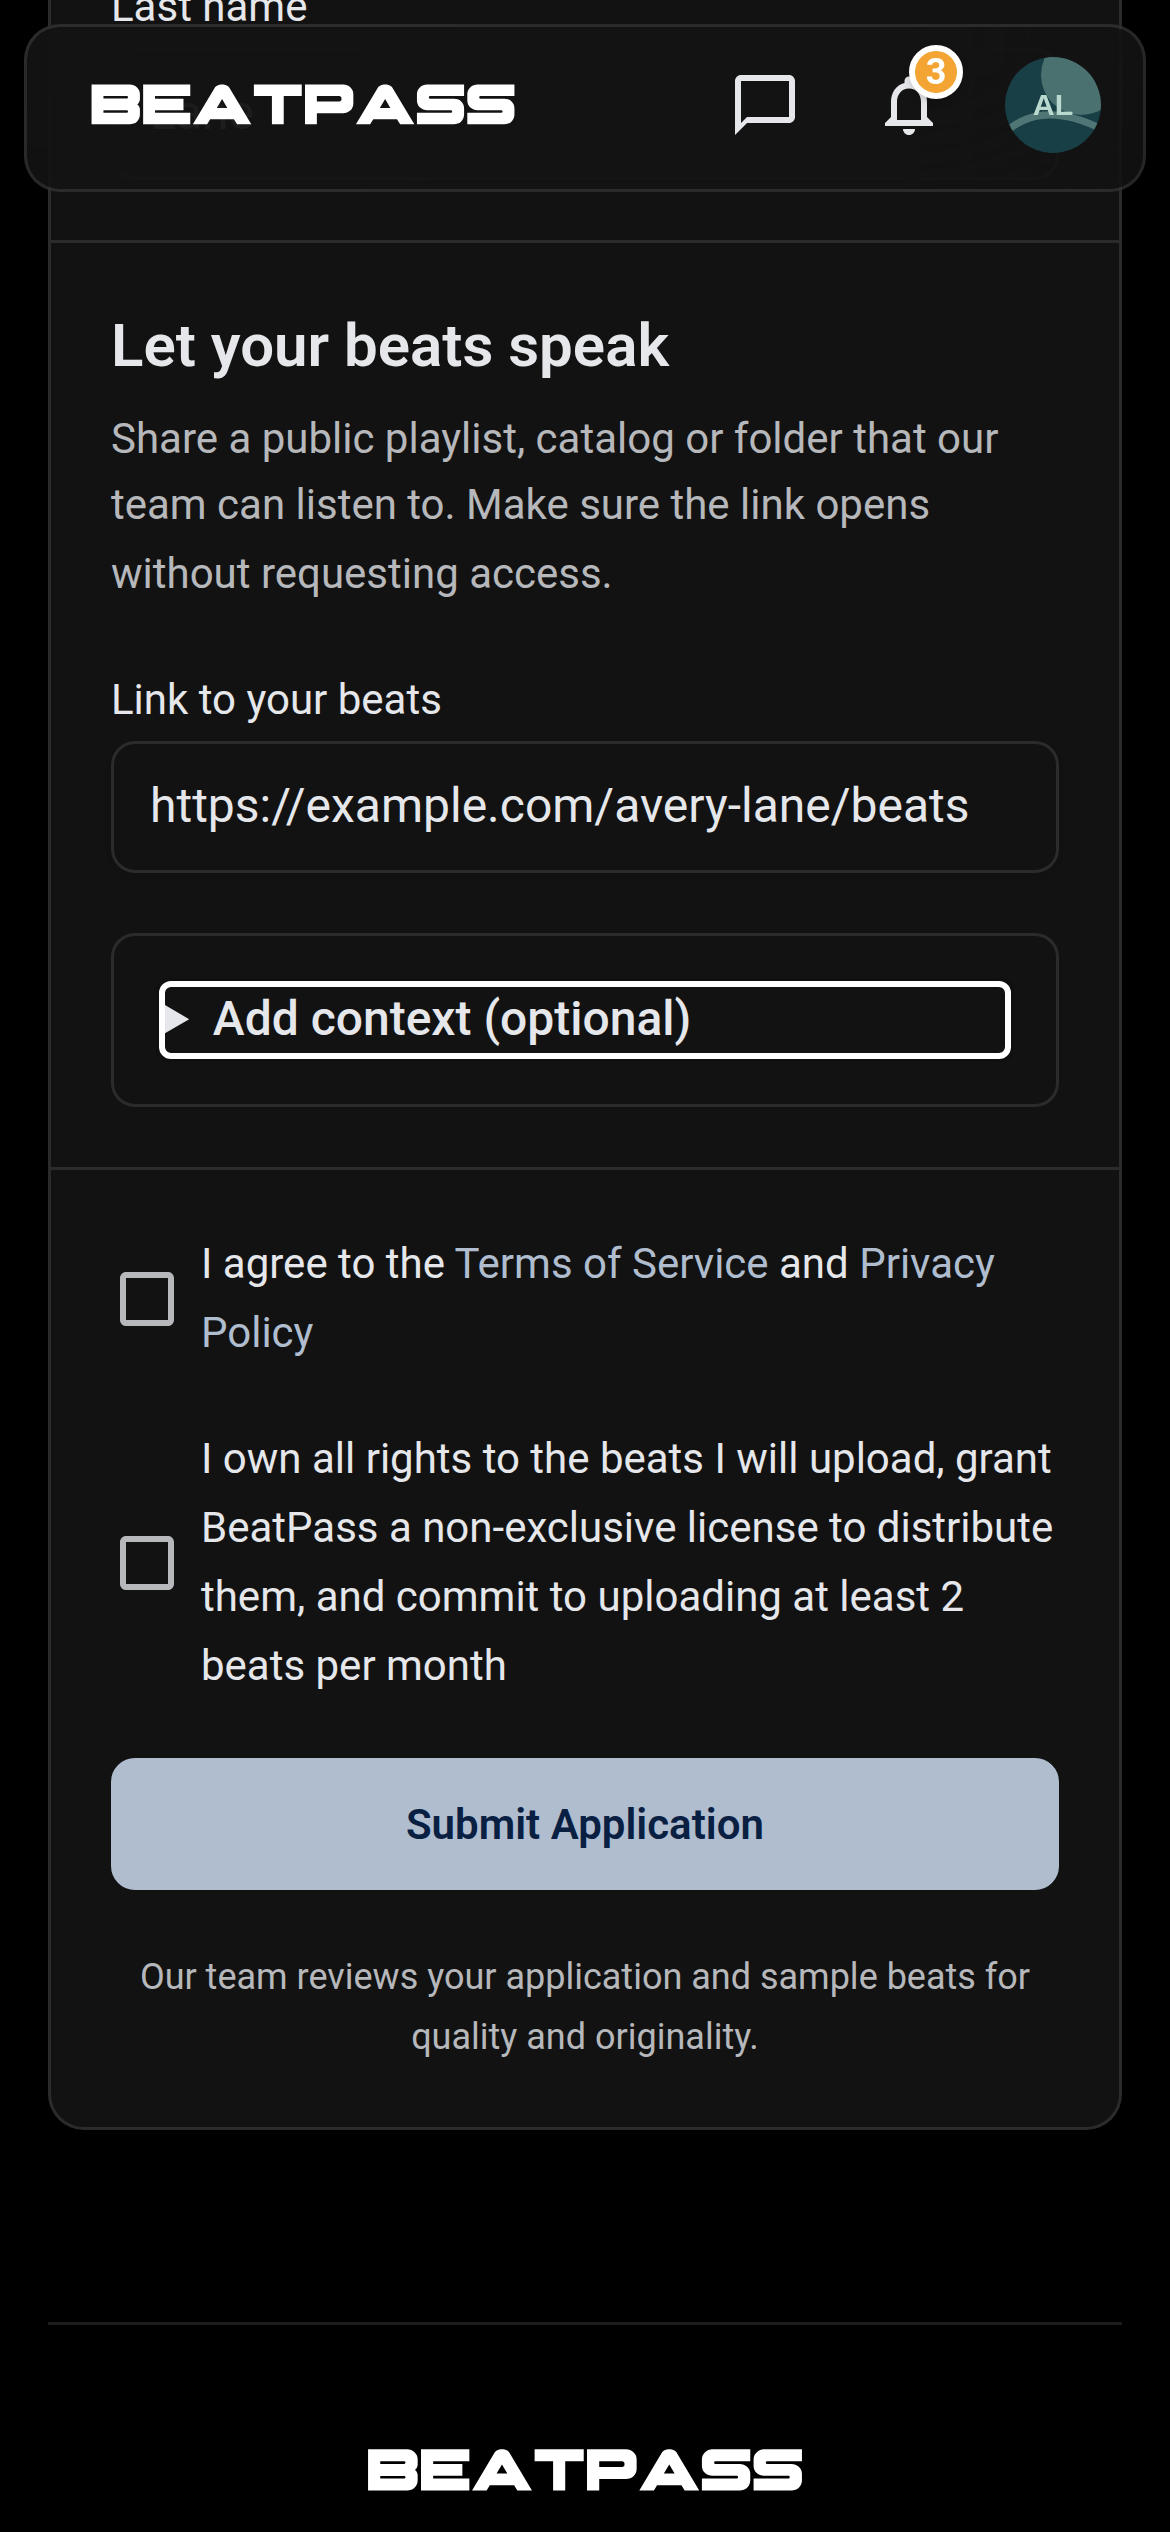 Last name
BEATPASS
3
AL
Let your beats speak
Share a public playlist, catalog or folder that our
team can listen to. Make sure the link opens
without requesting access.
Link to your beats
https://example.com/avery-lane/beats
Add context (optional)
I agree to the Terms of Service and Privacy
Policy
I own all rights to the beats I will upload, grant
BeatPass a non-exclusive license to distribute
them, and commit to uploading at least 2
beats per month
Submit Application
Our team reviews your application and sample beats for
quality and originality.
BEATPASS